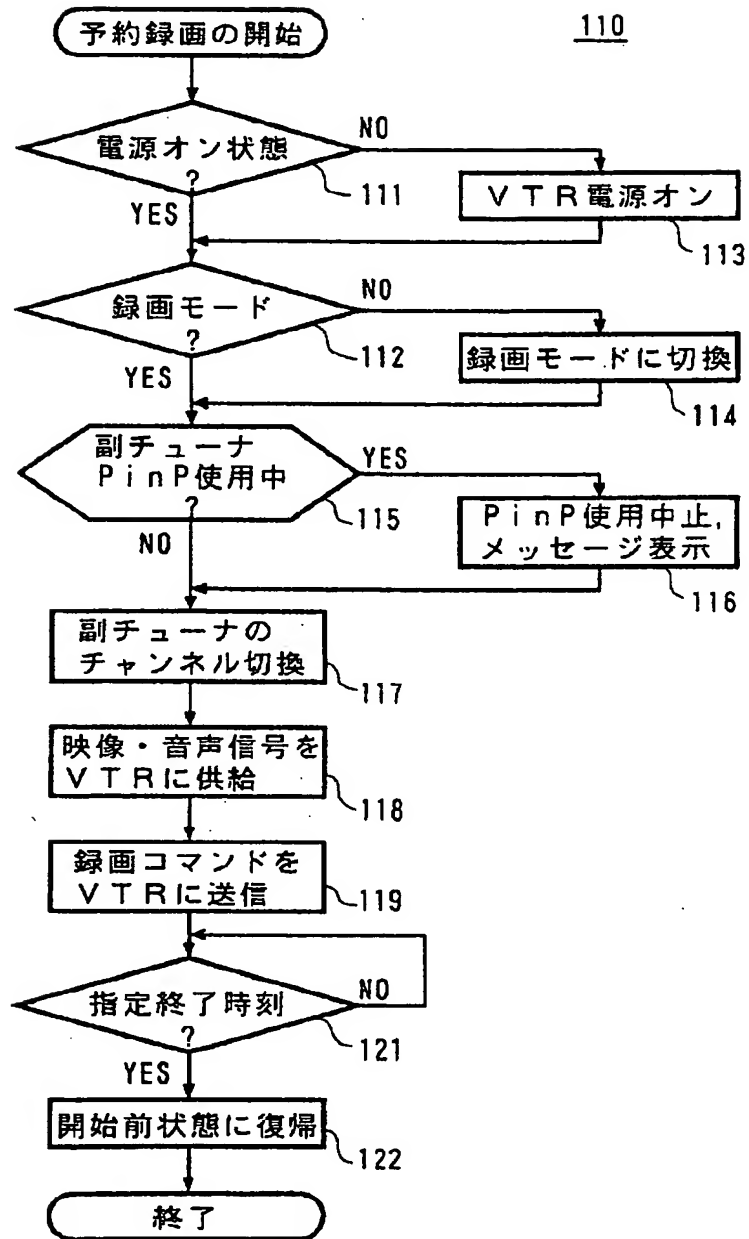 予約録画の開始
110
電源オン状態
?
NO
111
YES
VTR電源オン
113
録画モード
?
NO
112
YES
録画モードに切換
114
副チューナ
PinP使用中
?
YES
115
NO
PinP使用中止,
メッセージ表示
116
副チューナの
チャンネル切換
117
映像・音声信号を
VTRに供給
118
録画コマンドを
VTRに送信
119
指定終了時刻
?
NO
121
YES
開始前状態に復帰
122
終了